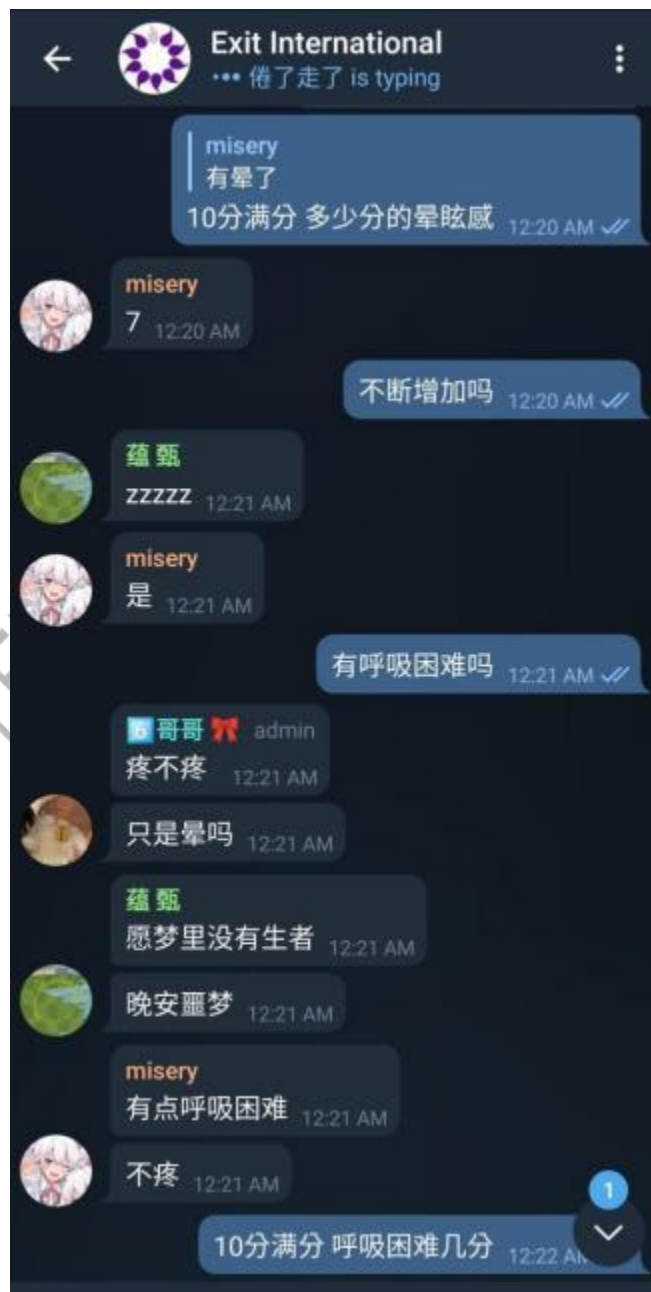 Exit International
••• 倦了走了 is typing
misery
有晕了
10分满分 多少分的晕眩感 12:20 AM
misery
7 12:20 AM
不断增加吗 12:20 AM
蕴 甄
zzzzz 12:21 AM
misery
是 12:21 AM
有呼吸困难吗 12:21 AM
6️⃣哥哥🎀 admin
疼不疼 12:21 AM
只是晕吗 12:21 AM
蕴 甄
愿梦里没有生者 12:21 AM
晚安噩梦 12:21 AM
misery
有点呼吸困难 12:21 AM
不疼 12:21 AM
1
10分满分 呼吸困难几分 12:22 AM